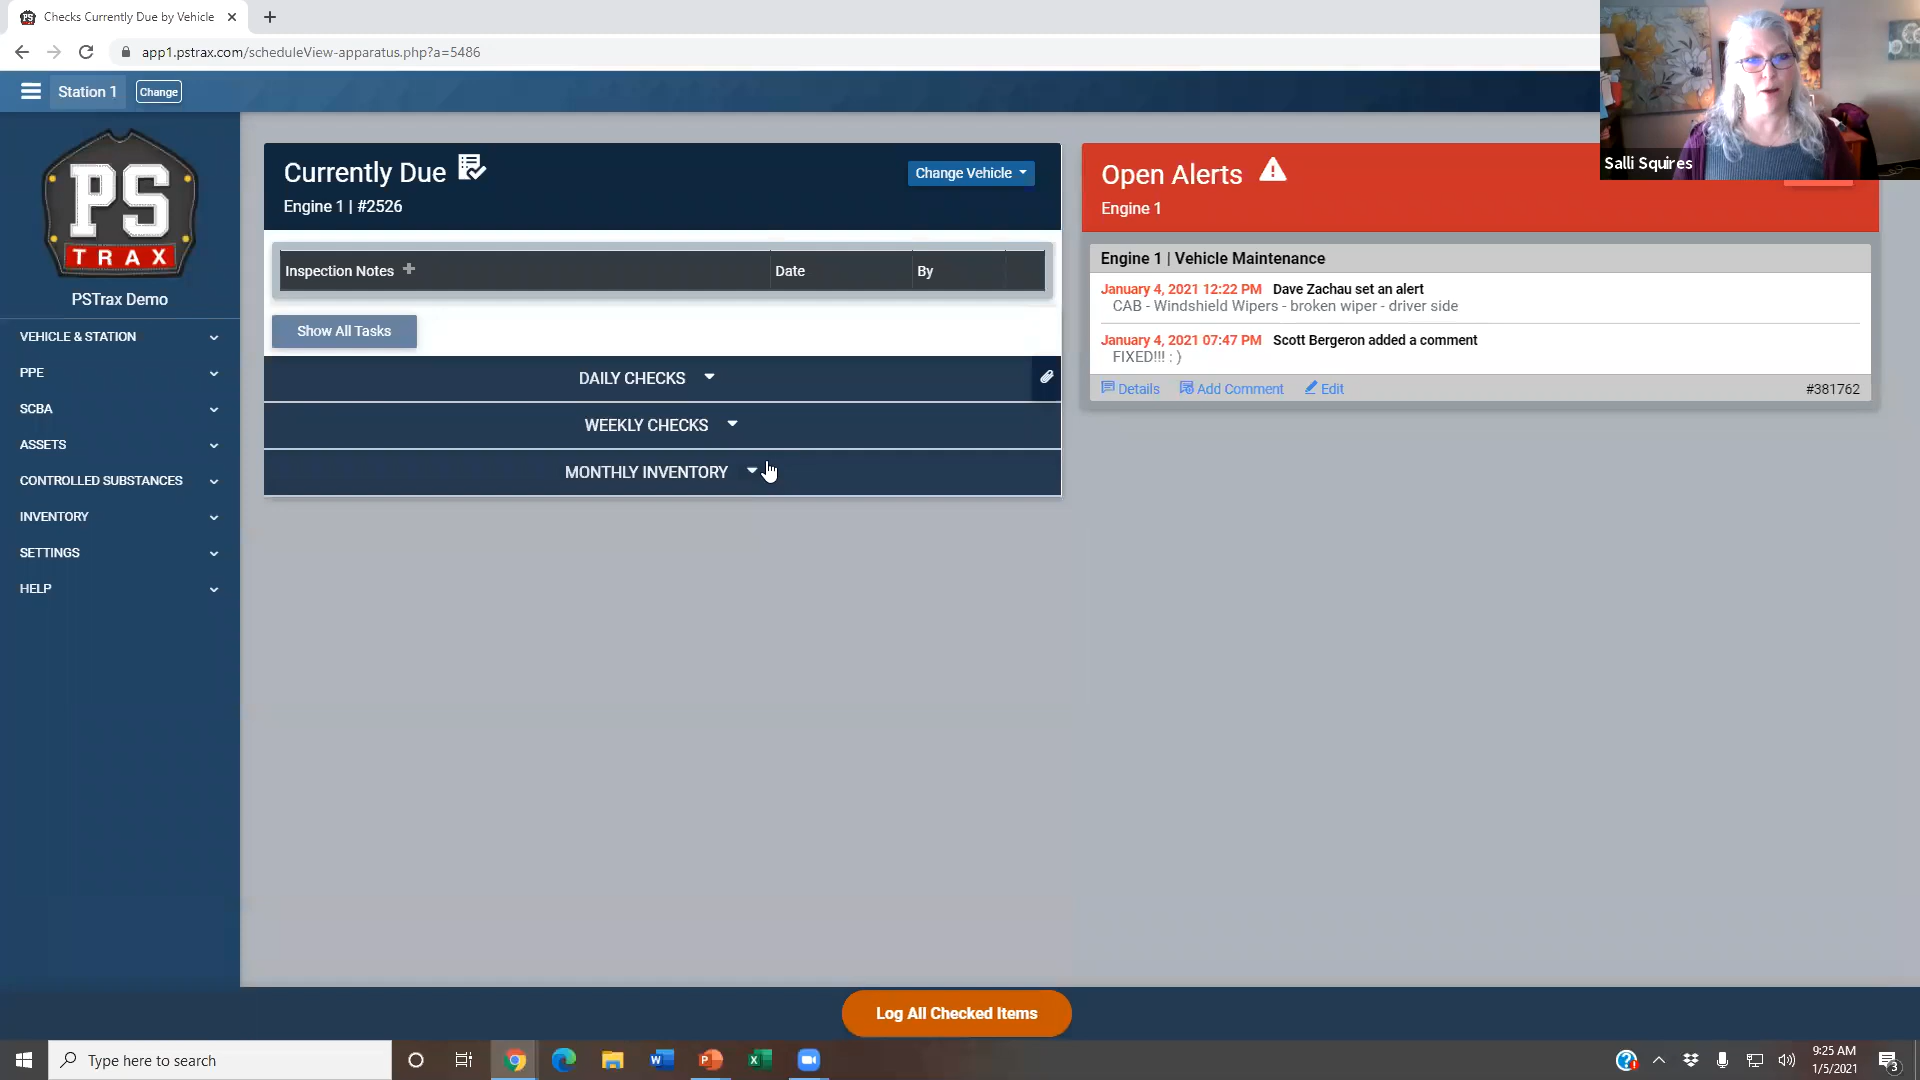 Checks Currently Due by Vehicle
app1.pstrax.com/scheduleView-apparatus.php?a=5486
Station 1
Change
PS
TRAX
PSTrax Demo
VEHICLE & STATION
PPE
SCBA
ASSETS
CONTROLLED SUBSTANCES
INVENTORY
SETTINGS
HELP
Currently Due
Change Vehicle
Engine 1 | #2526
Inspection Notes + Date By
Show All Tasks
DAILY CHECKS
WEEKLY CHECKS
MONTHLY INVENTORY
Open Alerts
Engine 1
Engine 1 | Vehicle Maintenance
January 4, 2021 12:22 PM Dave Zachau set an alert
CAB - Windshield Wipers - broken wiper - driver side
January 4, 2021 07:47 PM Scott Bergeron added a comment
FIXED!!! : )
Details Add Comment Edit #381762
Salli Squires
Log All Checked Items
Type here to search
9:25 AM
1/5/2021
3